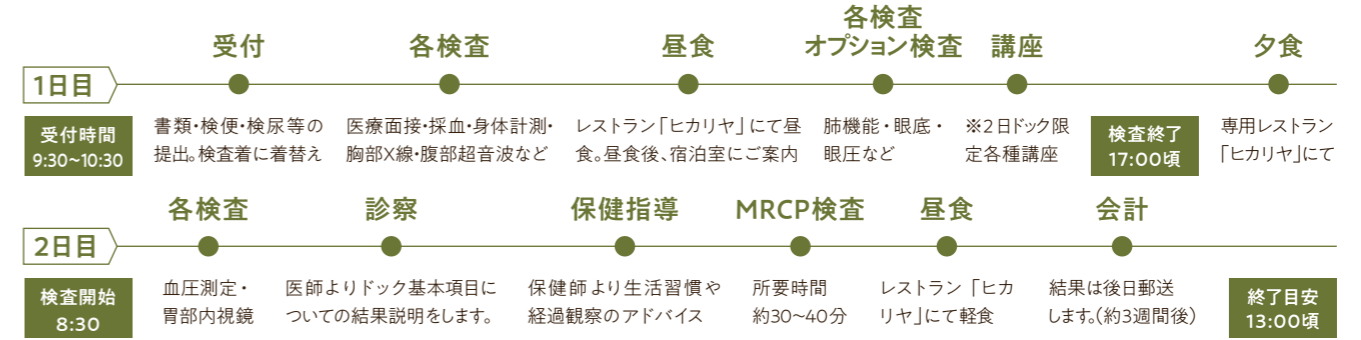 1日目
受付時間
9:30~10:30
受付
書類・検便・検尿等の
提出。検査着に着替え
各検査
医療面接・採血・身体計測・
胸部X線・腹部超音波など
昼食
レストラン「ヒカリヤ」にて昼
食。昼食後、宿泊室にご案内
各検査
オプション検査
肺機能・眼底・
眼圧など
講座
※2日ドック限
定各種講座
検査終了
17:00頃
夕食
専用レストラン
「ヒカリヤ」にて
2日目
検査開始
8:30
各検査
血圧測定・
胃部内視鏡
診察
医師よりドック基本項目に
ついての結果説明をします。
保健指導
保健師より生活習慣や
経過観察のアドバイス
MRCP検査
所要時間
約30~40分
昼食
レストラン「ヒカ
リヤ」にて軽食
会計
結果は後日郵送
します。(約3週間後)
終了目安
13:00頃